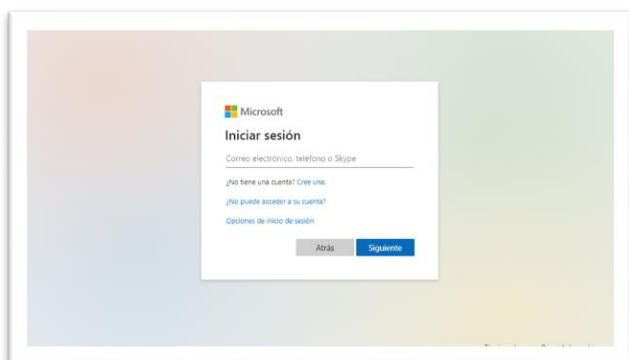 Microsoft
Iniciar sesión
Correo electrónico, teléfono o Skype
¿No tiene una cuenta? Cree una.
¿No puede acceder a su cuenta?
Opciones de inicio de sesión
Atrás Siguiente